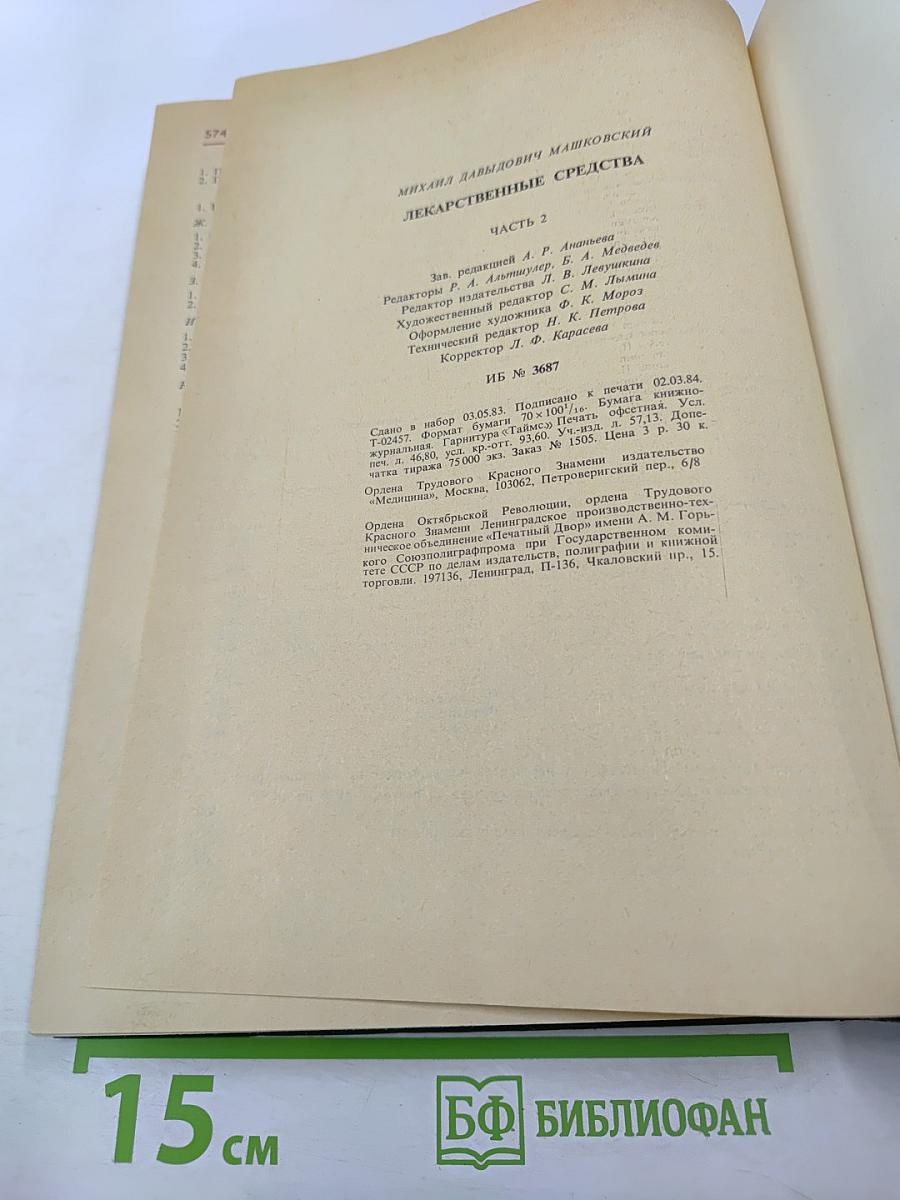 574
МИХАИЛ ДАВЫДОВИЧ МАШКОВСКИЙ
ЛЕКАРСТВЕННЫЕ СРЕДСТВА
ЧАСТЬ 2
Зав. редакцией А. Р. Ананьева
Редакторы Р. А. Альтшулер, Б. А. Медведев
Редактор издательства Л. В. Левушкина
Художественный редактор С. М. Лымина
Оформление художника Ф. К. Мороз
Технический редактор Н. К. Петрова
Корректор Л. Ф. Карасева
ИБ № 3687
Сдано в набор 03.05.83. Подписано к печати 02.03.84.
Т-02457. Формат бумаги 70×100¹/₁₆. Бумага книжно-
журнальная. Гарнитура «Таймс» Печать офсетная. Усл.
печ. л. 46,80, усл. кр.-отт. 93,60. Уч.-изд. л. 57,13. Допе-
чатка тиража 75 000 экз. Заказ № 1505. Цена 3 р. 30 к.
Ордена Трудового Красного Знамени издательство
«Медицина», Москва, 103062, Петроверигский пер., 6/8
Ордена Октябрьской Революции, ордена Трудового
Красного Знамени Ленинградское производственно-тех-
ническое объединение «Печатный Двор» имени А. М. Горь-
кого Союзполиграфпрома при Государственном коми-
тете СССР по делам издательств, полиграфии и книжной
торговли. 197136, Ленинград, П-136, Чкаловский пр., 15.
15 см
БФ БИБЛИОФАН